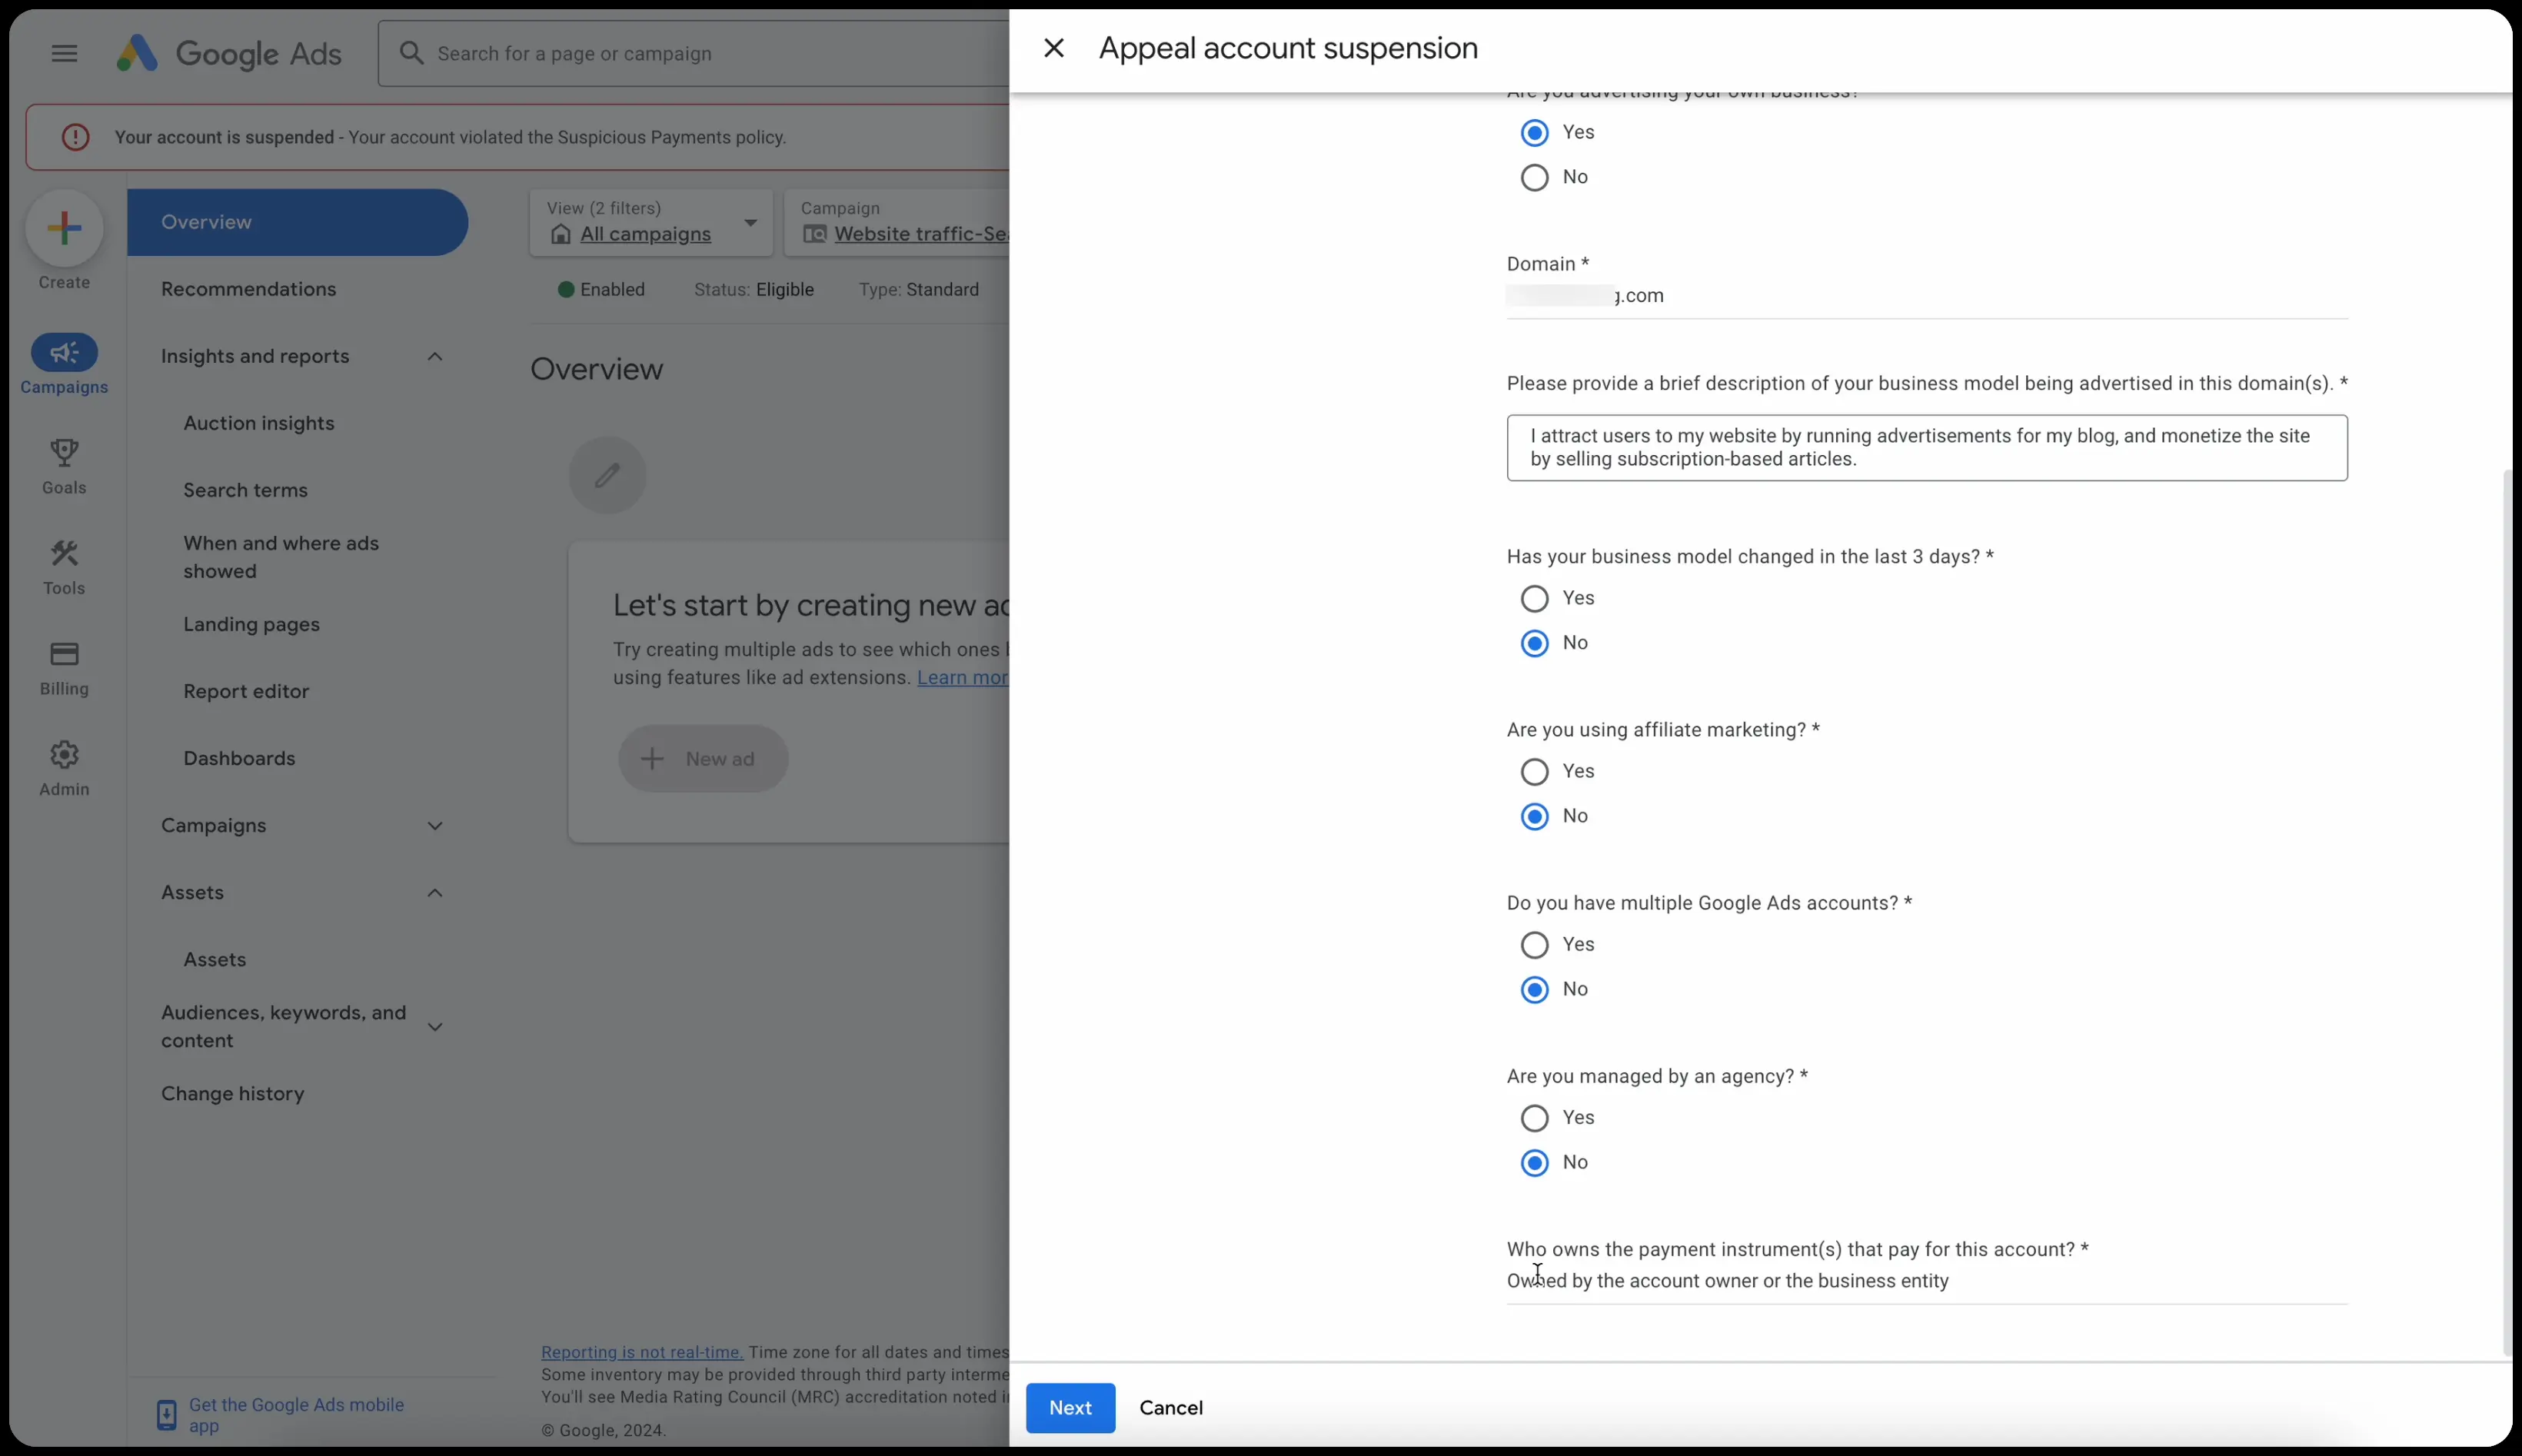 Google Ads
Search for a page or campaign
Your account is suspended - Your account violated the Suspicious Payments policy.
Create
Campaigns
Goals
Tools
Billing
Admin
Overview
Recommendations
Insights and reports
Auction insights
Search terms
When and where ads
showed
Landing pages
Report editor
Dashboards
Campaigns
Assets
Assets
Audiences, keywords, and
content
Change history
Get the Google Ads mobile
app
View (2 filters)
All campaigns
Campaign
Website traffic-Sea
Enabled Status: Eligible Type: Standard
Overview
Let's start by creating new ad
Try creating multiple ads to see which ones
using features like ad extensions. Learn mor
New ad
Reporting is not real-time. Time zone for all dates and times
Some inventory may be provided through third party interme
You'll see Media Rating Council (MRC) accreditation noted i
© Google, 2024.
Appeal account suspension
Are you advertising your own business?
Yes
No
Domain *
g.com
Please provide a brief description of your business model being advertised in this domain(s). *
I attract users to my website by running advertisements for my blog, and monetize the site
by selling subscription-based articles.
Has your business model changed in the last 3 days? *
Yes
No
Are you using affiliate marketing? *
Yes
No
Do you have multiple Google Ads accounts? *
Yes
No
Are you managed by an agency? *
Yes
No
Who owns the payment instrument(s) that pay for this account? *
Owned by the account owner or the business entity
Next
Cancel